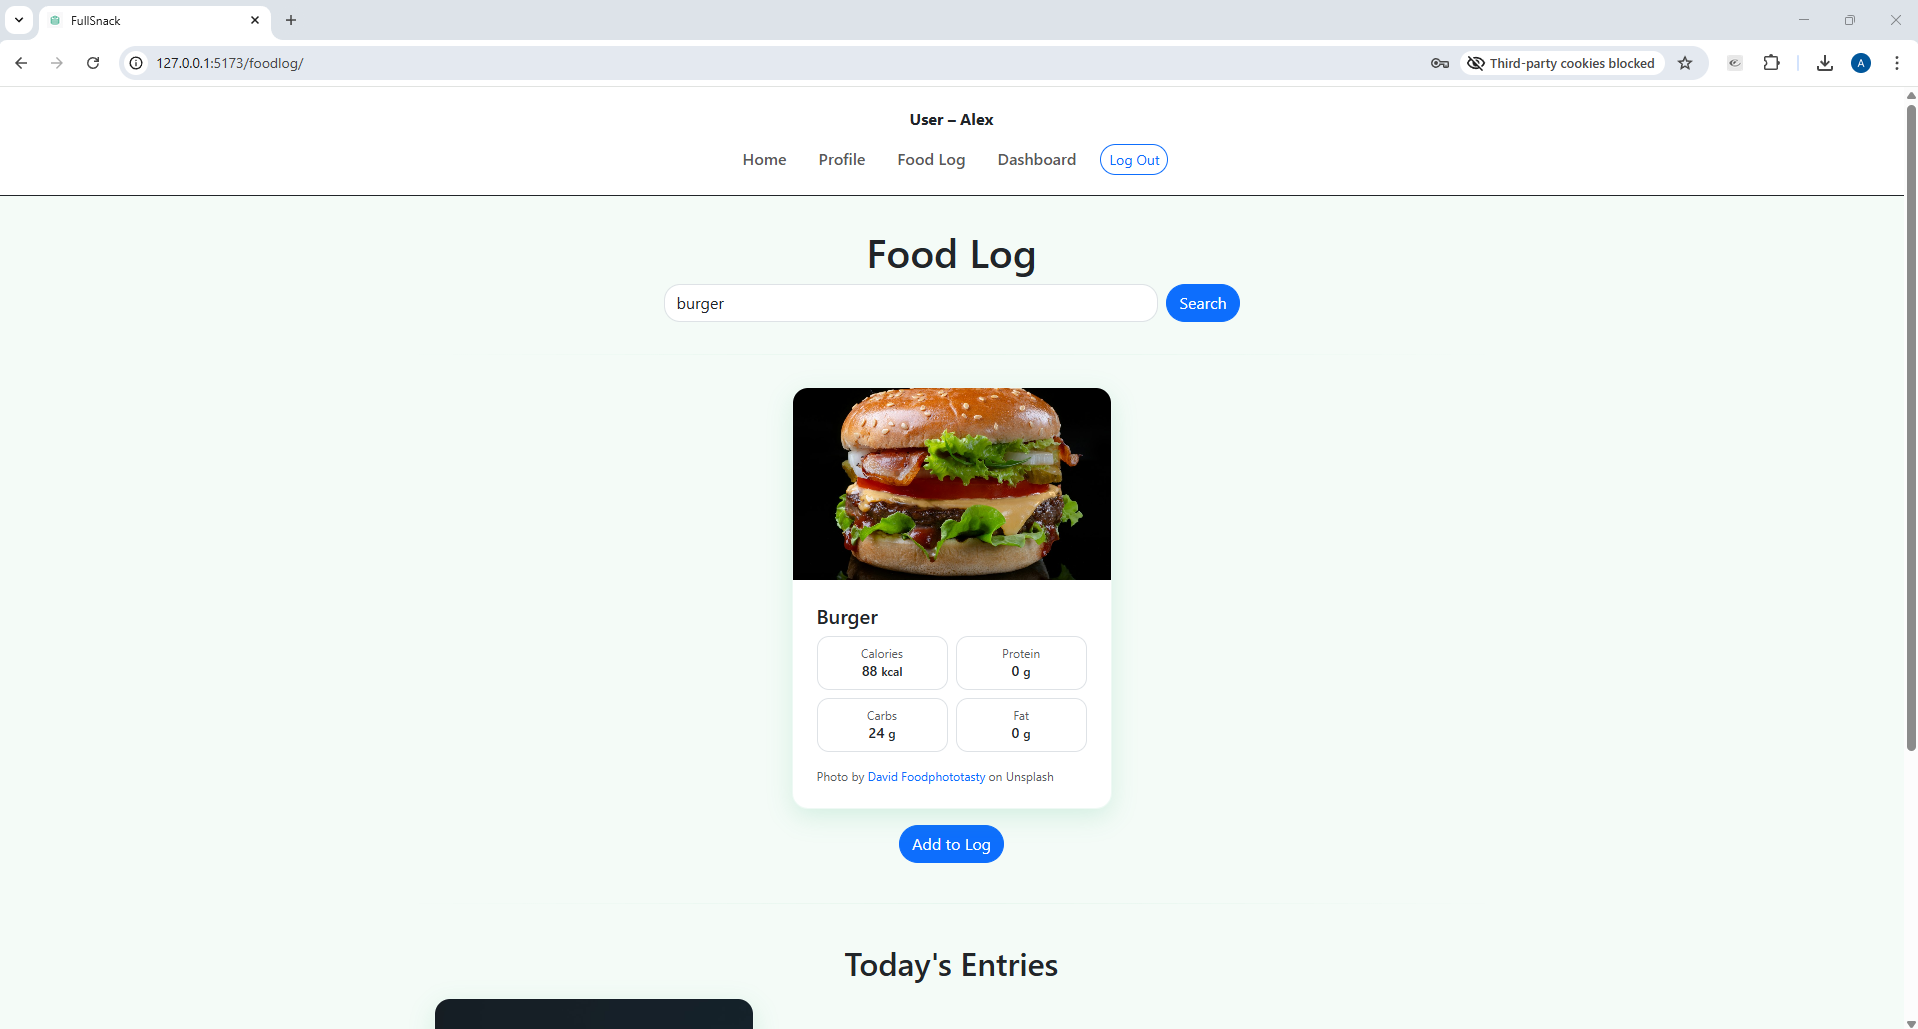 FullSnack
127.0.0.1:5173/foodlog/
Third-party cookies blocked
A
User – Alex
Home Profile Food Log Dashboard Log Out
Food Log
burger Search
Burger
Calories Protein
88 kcal 0 g
Carbs Fat
24 g 0 g
Photo by David Foodphototasty on Unsplash
Add to Log
Today's Entries